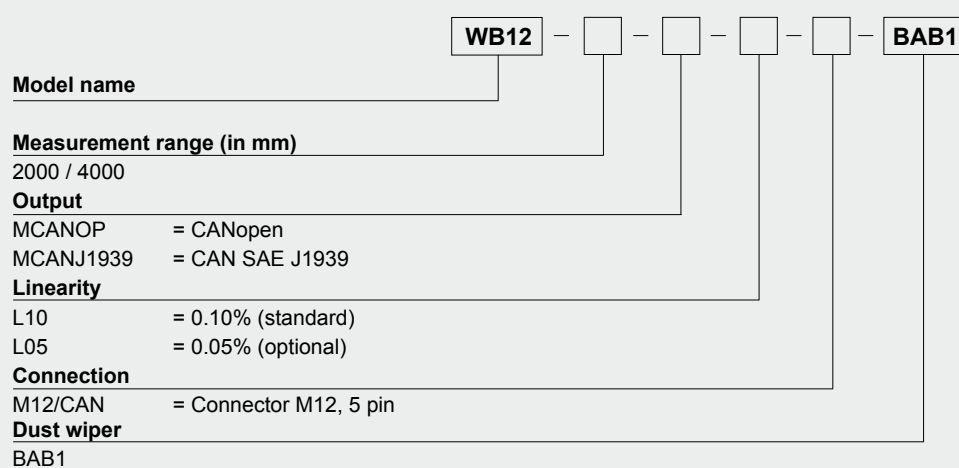 WB12 – – – – – BAB1
Model name
Measurement range (in mm)
2000 / 4000
Output
MCANOP = CANopen
MCANJ1939 = CAN SAE J1939
Linearity
L10 = 0.10% (standard)
L05 = 0.05% (optional)
Connection
M12/CAN = Connector M12, 5 pin
Dust wiper
BAB1